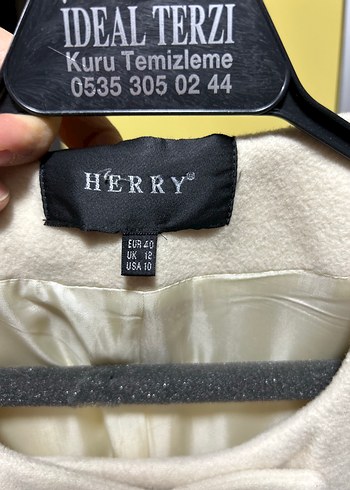 İDEAL TERZİ
Kuru Temizleme
0535 305 02 44
HERRY®
EUR 40
UK 12
USA 10